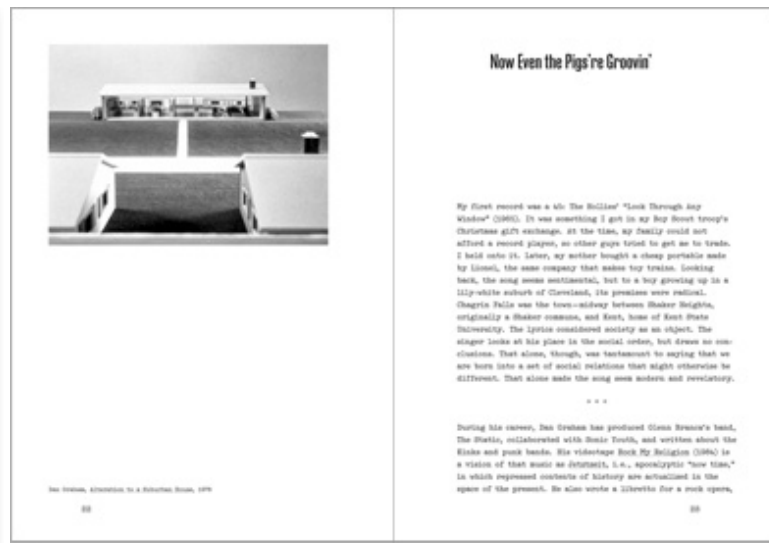 Dan Graham, Alteration to a Suburban House, 1978
Now Even the Pigs're Groovin'
My first record was a 45: The Hollies' "Look Through Any
Window" (1965). It was something I got in my Boy Scout troop's
Christmas gift exchange. At the time, my family could not
afford a record player, so other guys tried to get me to trade.
I held onto it. Later, my mother bought a cheap portable made
by Lionel, the same company that makes toy trains. Looking
back, the song seems sentimental, but to a boy growing up in a
lily-white suburb of Cleveland, its premises were radical.
Chagrin Falls was the town—midway between Shaker Heights,
originally a Shaker commune, and Kent, home of Kent State
University. The lyrics considered society as an object. The
singer looks at his place in the social order, but draws no con-
clusions. That alone, though, was tantamount to saying that we
are born into a set of social relations that might otherwise be
different. That alone made the song seem modern and revelatory.
* * *
During his career, Dan Graham has produced Glenn Branca's band,
The Static, collaborated with Sonic Youth, and written about the
Kinks and punk bands. His videotape Rock My Religion (1984) is
a vision of that music as Jetztzeit, i.e., apocalyptic "now time,"
in which repressed contents of history are actualized in the
space of the present. He also wrote a libretto for a rock opera,